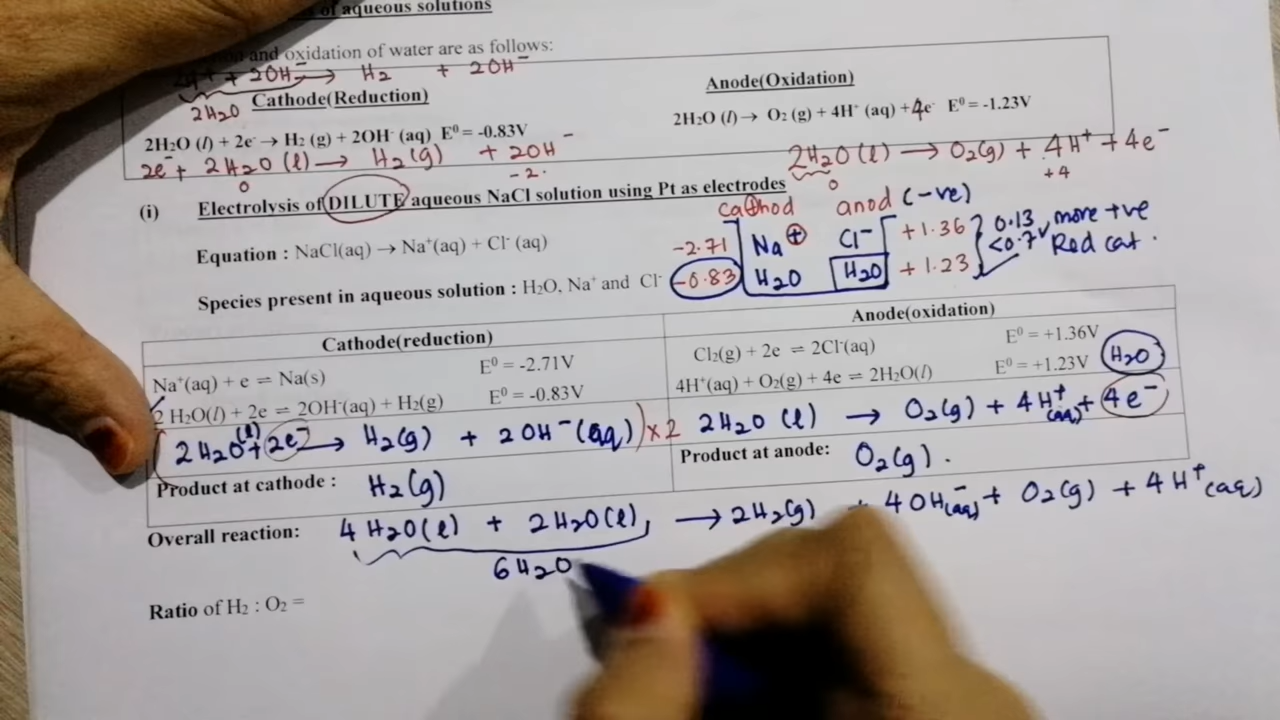 of aqueous solutions
and oxidation of water are as follows:
+ 2OH⁻ → H₂ + 2OH⁻
2H₂O
Cathode(Reduction)
Anode(Oxidation)
2H₂O (l) + 2e⁻ → H₂ (g) + 2OH⁻ (aq) E⁰ = -0.83V
2H₂O (l) → O₂ (g) + 4H⁺ (aq) + 4e⁻ E⁰ = -1.23V
2e⁻ + 2H₂O (l) → H₂(g) + 2OH⁻
0 -2.
2H₂O (l) → O₂(g) + 4H⁺ + 4e⁻
0 +4
(i) Electrolysis of DILUTE aqueous NaCl solution using Pt as electrodes
cathod anod (-ve)
Equation : NaCl(aq) → Na⁺(aq) + Cl⁻ (aq)
-2.71 Na⁺ Cl⁻ +1.36 0.13 more +ve
<0.7V Red cat.
Species present in aqueous solution : H₂O, Na⁺ and Cl⁻
-0.83 H₂O H₂O +1.23
Cathode(reduction)
Anode(oxidation)
Na⁺(aq) + e ⇌ Na(s) E⁰ = -2.71V
Cl₂(g) + 2e ⇌ 2Cl⁻(aq) E⁰ = +1.36V
2 H₂O(l) + 2e ⇌ 2OH⁻(aq) + H₂(g) E⁰ = -0.83V
4H⁺(aq) + O₂(g) + 4e ⇌ 2H₂O(l) E⁰ = +1.23V H₂O
(2H₂O(l) + 2e⁻ → H₂(g) + 2OH⁻(aq)) ×2
2H₂O (l) → O₂(g) + 4H⁺(aq) + 4e⁻
Product at cathode : H₂(g)
Product at anode: O₂(g).
Overall reaction: 4H₂O(l) + 2H₂O(l) → 2H₂(g) + 4OH⁻(aq) + O₂(g) + 4H⁺(aq)
6H₂O
Ratio of H₂ : O₂ =